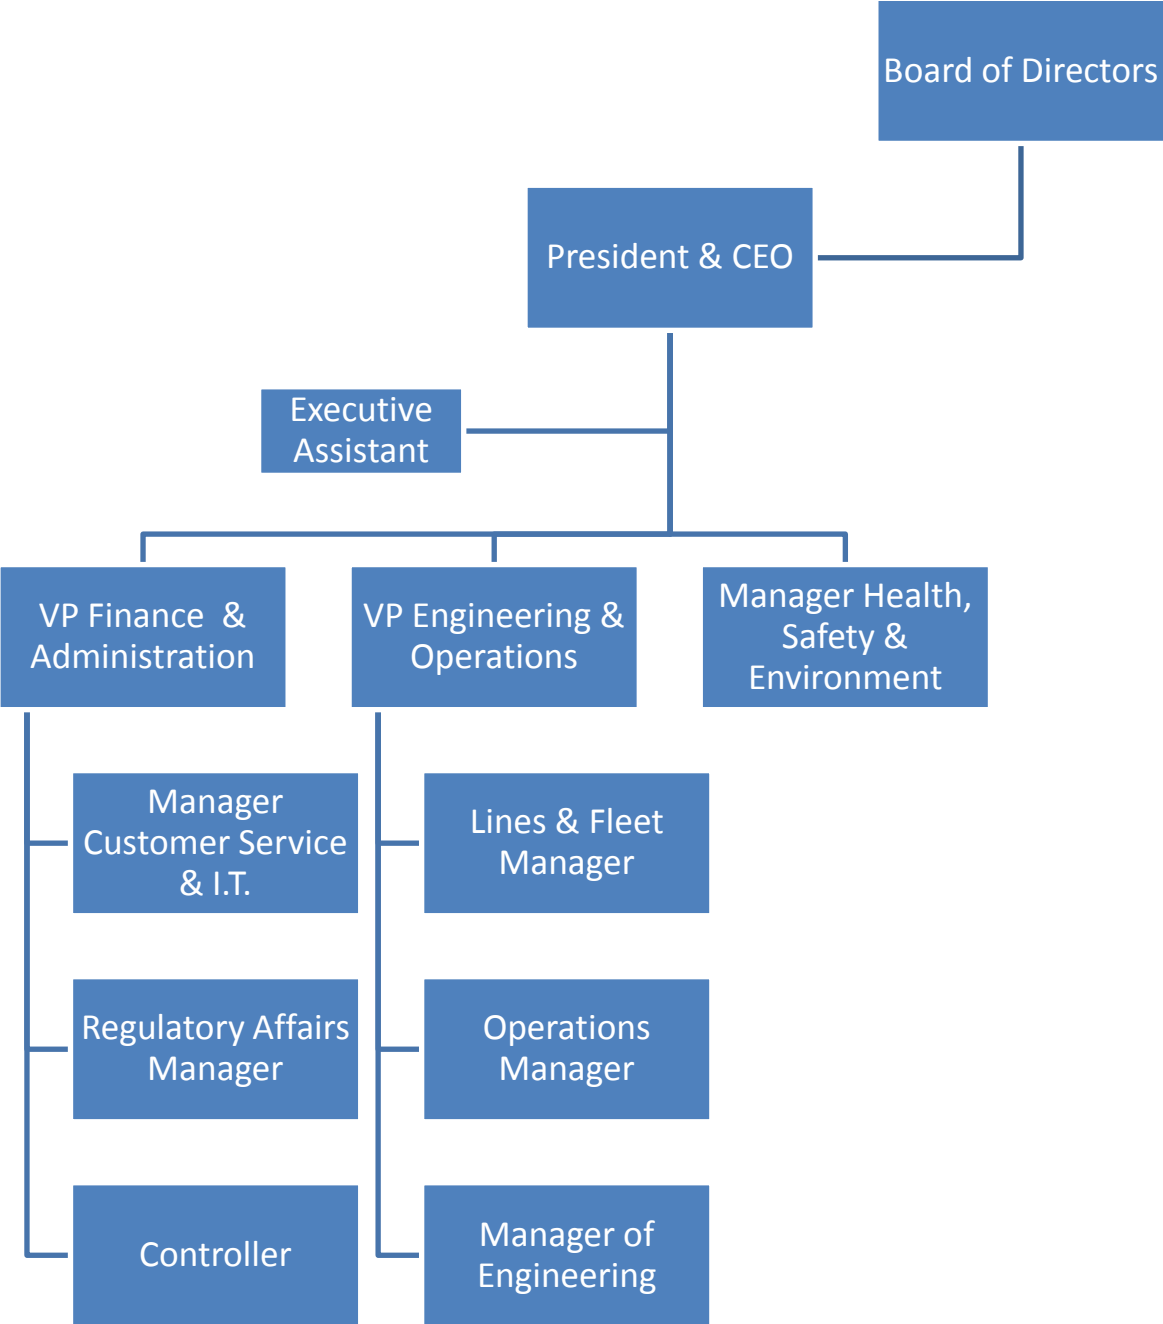 Board of Directors
President & CEO
Executive
Assistant
VP Finance  &
Administration
VP Engineering &
Operations
Manager Health,
Safety &
Environment
Manager
Customer Service
& I.T.
Lines & Fleet
Manager
Regulatory Affairs
Manager
Operations
Manager
Controller
Manager of
Engineering